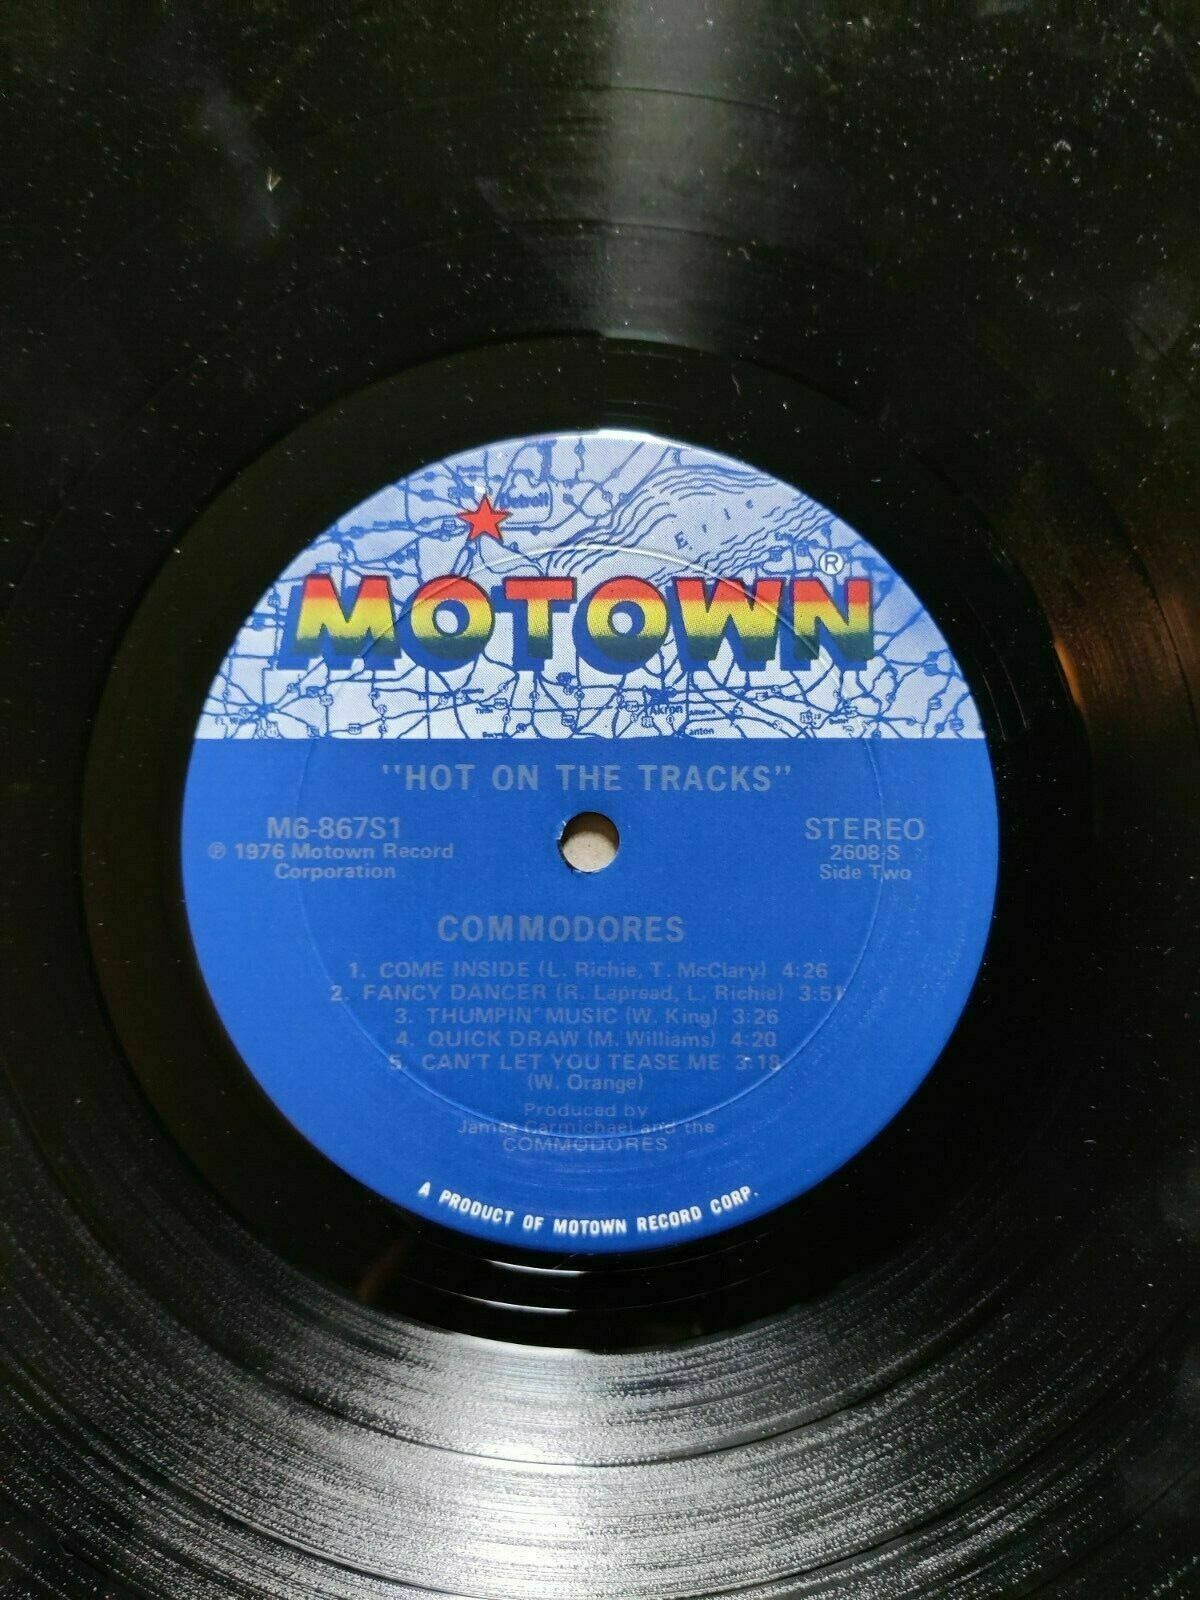 Detroit
E r i e
MOTOWN®
Akron
anton
"HOT ON THE TRACKS"
M6-867S1
℗ 1976 Motown Record
Corporation
STEREO
2608-S
Side Two
COMMODORES
1. COME INSIDE (L. Richie, T. McClary) 4:26
2. FANCY DANCER (R. Lapread, L. Richie) 3:51
3. THUMPIN' MUSIC (W. King) 3:26
4. QUICK DRAW (M. Williams) 4:20
5. CAN'T LET YOU TEASE ME 3:18
(W. Orange)
Produced by
James Carmichael and the
COMMODORES
A PRODUCT OF MOTOWN RECORD CORP.